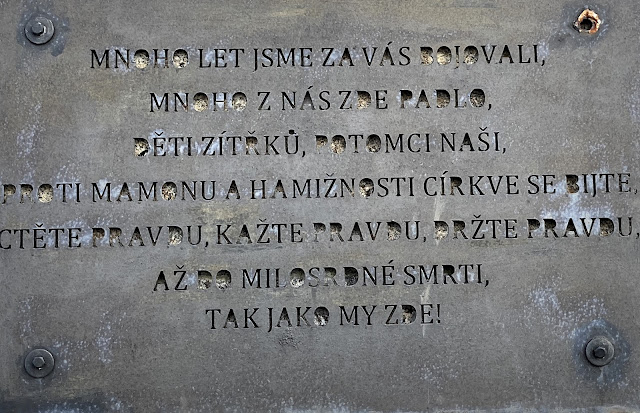 MNOHO LET JSME ZA VÁS BOJOVALI,
MNOHO Z NÁS ZDE PADLO,
DĚTI ZÍTŘKŮ, POTOMCI NAŠI,
PROTI MAMONU A HAMIŽNOSTI CÍRKVE SE BIJTE,
CTĚTE PRAVDU, KAŽTE PRAVDU, DRŽTE PRAVDU,
AŽ DO MILOSRDNÉ SMRTI,
TAK JAKO MY ZDE!